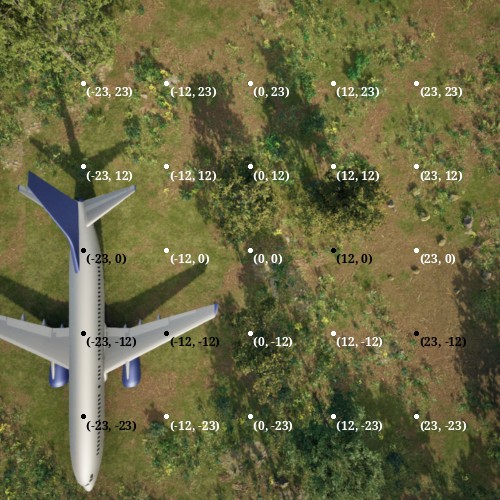 (-23, 23) (-12, 23) (0, 23) (12, 23) (23, 23)
(-23, 12) (-12, 12) (0, 12) (12, 12) (23, 12)
(-23, 0) (-12, 0) (0, 0) (12, 0) (23, 0)
(-23, -12) (-12, -12) (0, -12) (12, -12) (23, -12)
(-23, -23) (-12, -23) (0, -23) (12, -23) (23, -23)